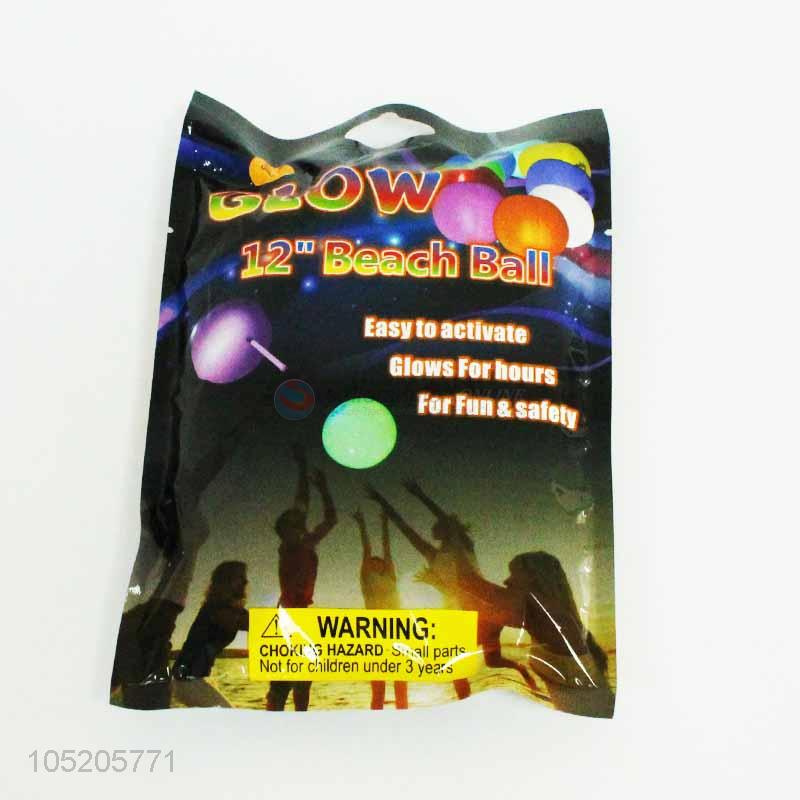 GLOW
12" Beach Ball
Easy to activate
Glows For hours
For Fun & safety
WARNING:
CHOKING HAZARD-Small parts
Not for children under 3 years
105205771